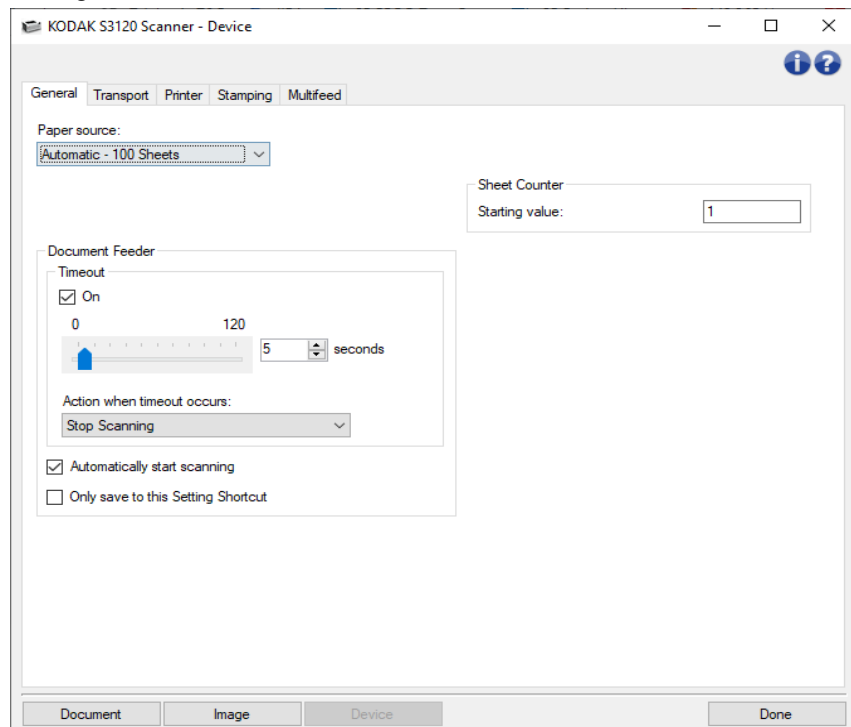 KODAK S3120 Scanner - Device
General Transport Printer Stamping Multifeed
Paper source:
Automatic - 100 Sheets
Sheet Counter
Starting value: 1
Document Feeder
Timeout
On
0 120
5 seconds
Action when timeout occurs:
Stop Scanning
Automatically start scanning
Only save to this Setting Shortcut
Document Image Device Done